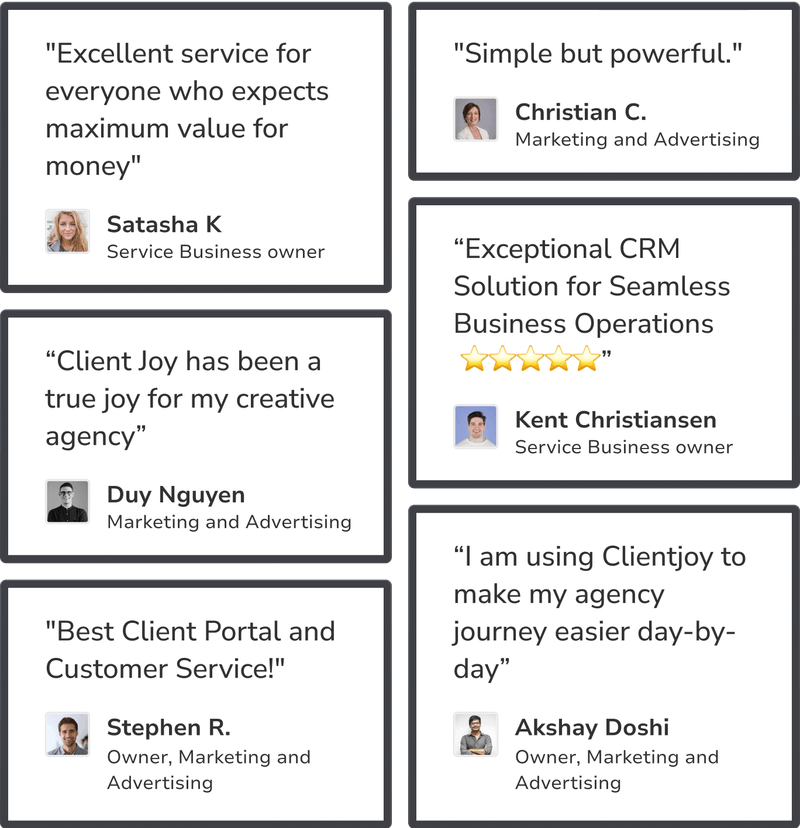 "Excellent service for
everyone who expects
maximum value for
money"
Satasha K
Service Business owner
“Client Joy has been a
true joy for my creative
agency”
Duy Nguyen
Marketing and Advertising
"Best Client Portal and
Customer Service!"
Stephen R.
Owner, Marketing and
Advertising
"Simple but powerful."
Christian C.
Marketing and Advertising
“Exceptional CRM
Solution for Seamless
Business Operations
⭐⭐⭐⭐⭐”
Kent Christiansen
Service Business owner
“I am using Clientjoy to
make my agency
journey easier day-by-
day”
Akshay Doshi
Owner, Marketing and
Advertising